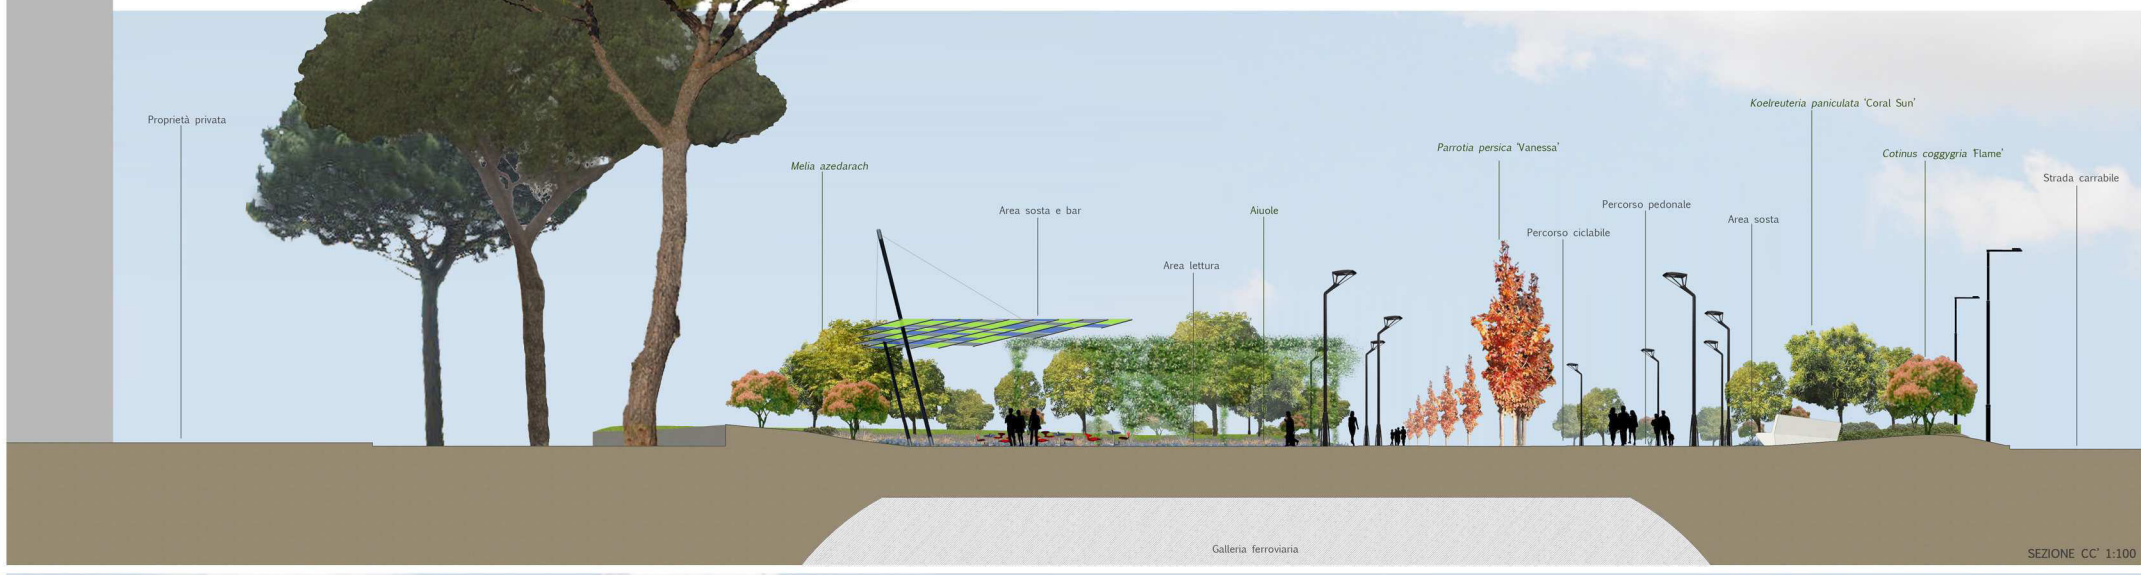 Proprietà privata
Melia azedarach
Area sosta e bar
Area lettura
Aiuole
Parrotia persica 'Vanessa'
Percorso ciclabile
Percorso pedonale
Area sosta
Koelreuteria paniculata 'Coral Sun'
Cotinus coggygria 'Flame'
Strada carrabile
Galleria ferroviaria
SEZIONE CC' 1:100